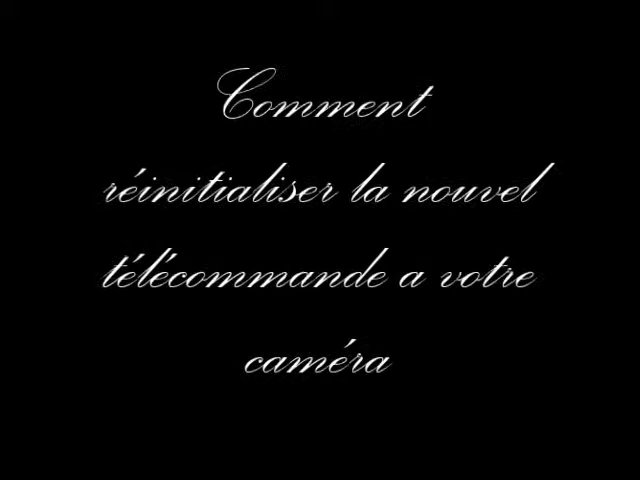 Comment
réinitialiser la nouvel
télécommande a votre
caméra